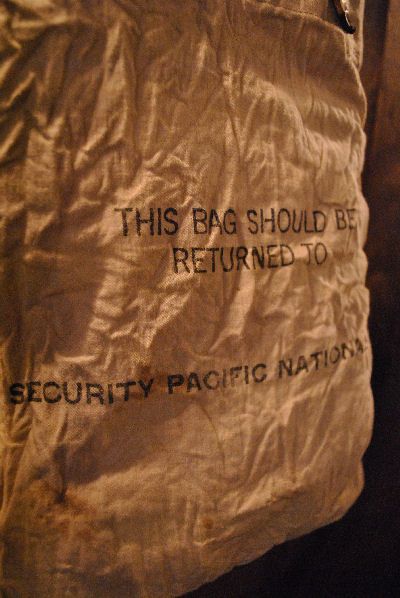 THIS BAG SHOULD BE
RETURNED TO
SECURITY PACIFIC NATIONA